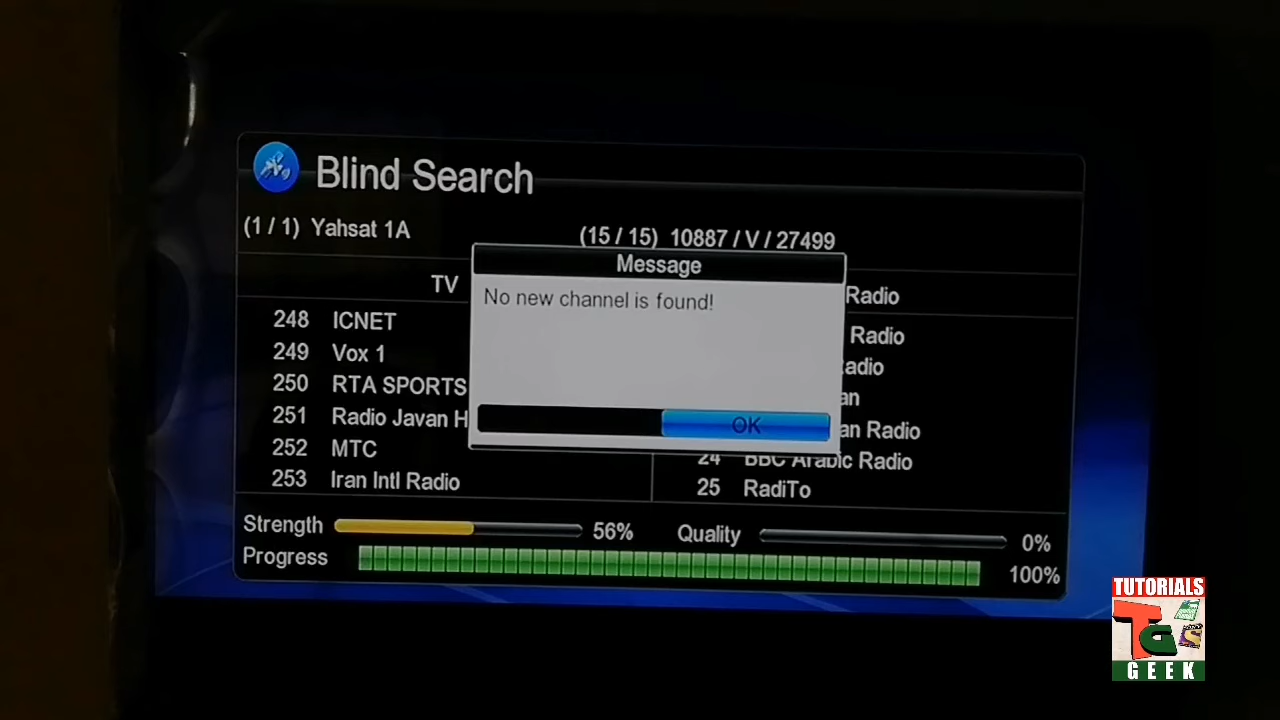 Blind Search
(1 / 1) Yahsat 1A
(15 / 15) 10887 / V / 27499
Message
TV
Radio
No new channel is found!
248 ICNET
Radio
249 Vox 1
250 RTA SPORTS
251 Radio Javan H
an Radio
OK
252 MTC
24 BBC Arabic Radio
253 Iran Intl Radio
25 RadiTo
Strength 56%
Quality 0%
Progress 100%
TUTORIALS
TGS
GEEK